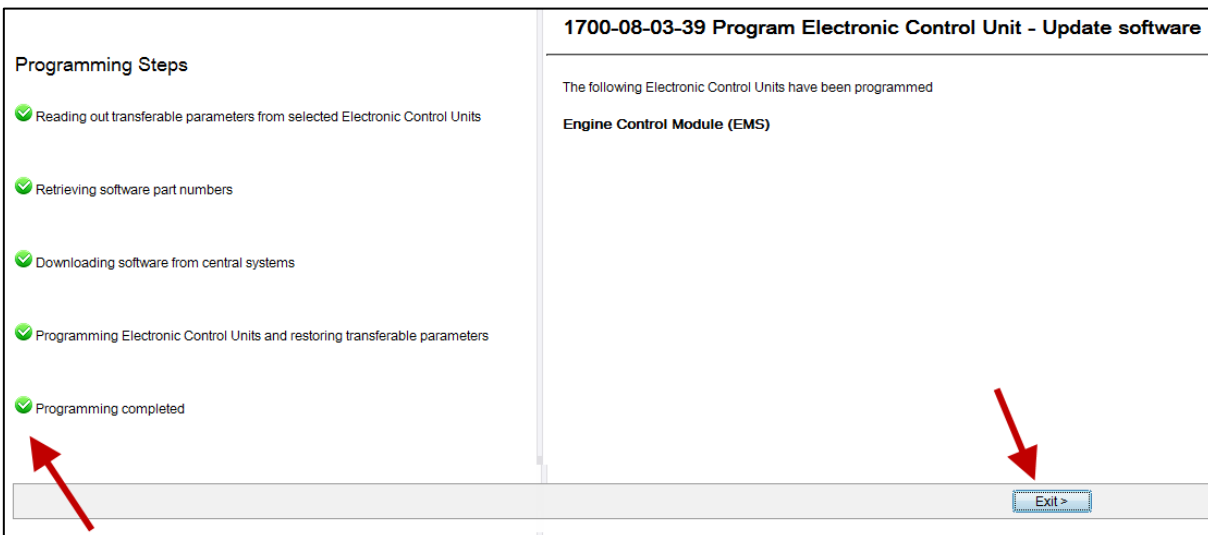 1700-08-03-39 Program Electronic Control Unit - Update software
Programming Steps
Reading out transferable parameters from selected Electronic Control Units
Retrieving software part numbers
Downloading software from central systems
Programming Electronic Control Units and restoring transferable parameters
Programming completed
The following Electronic Control Units have been programmed
Engine Control Module (EMS)
Exit >